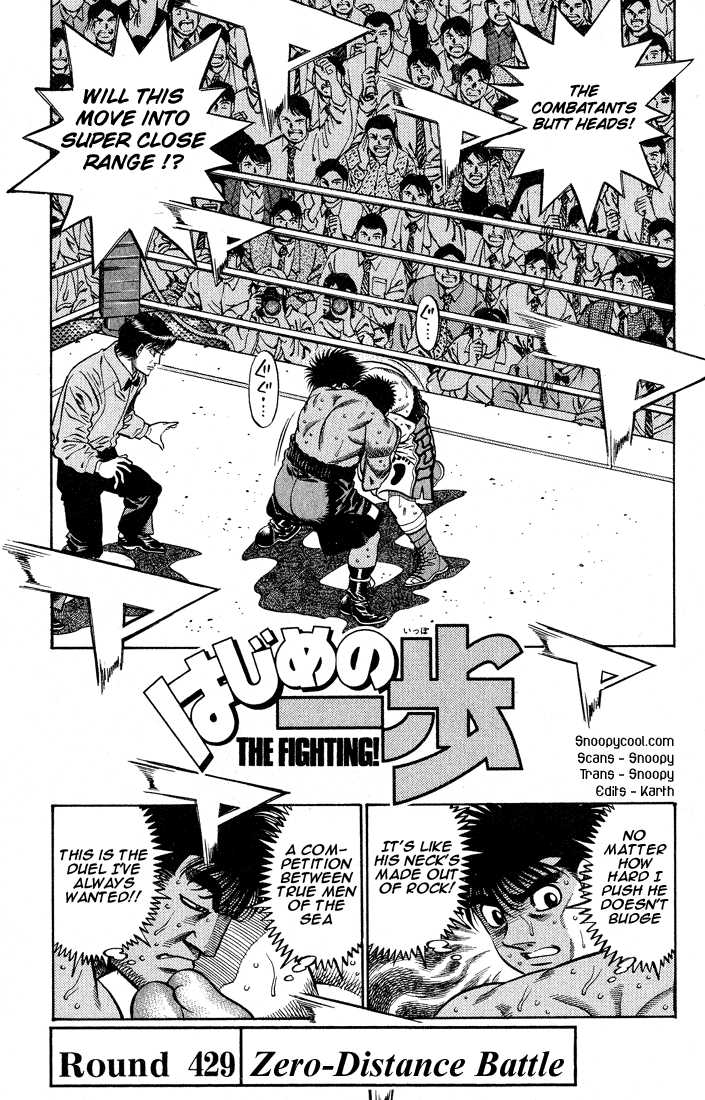 THE
COMBATANTS
BUTT HEADS!
WILL THIS
MOVE INTO
SUPER CLOSE
RANGE !?
ぐ…
ぐぐ…
はじめの一歩
いっぽ
THE FIGHTING!
Snoopycool.com
Scans - Snoopy
Trans - Snoopy
Edits - Karth
NO
MATTER
HOW
HARD I
PUSH HE
DOESN'T
BUDGE
IT'S LIKE
HIS NECK'S
MADE OUT
OF ROCK!
A COM-
PETITION
BETWEEN
TRUE MEN
OF THE
SEA
THIS IS THE
DUEL I'VE
ALWAYS
WANTED!!
Round 429 Zero-Distance Battle